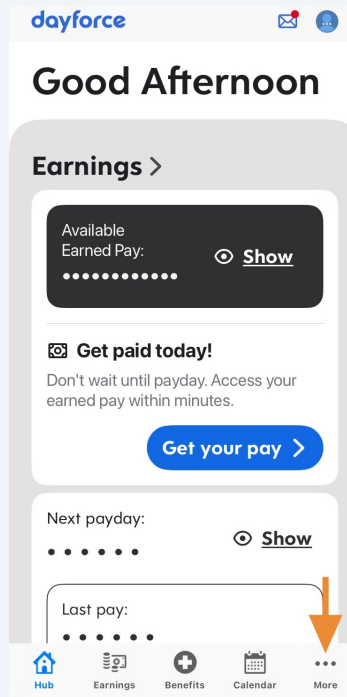 dayforce
Good Afternoon
Earnings >
Available
Earned Pay:
Show
••••••••••••
Get paid today!
Don't wait until payday. Access your
earned pay within minutes.
Get your pay >
Next payday:
Show
••••••
Last pay:
••••••
Hub Earnings Benefits Calendar More